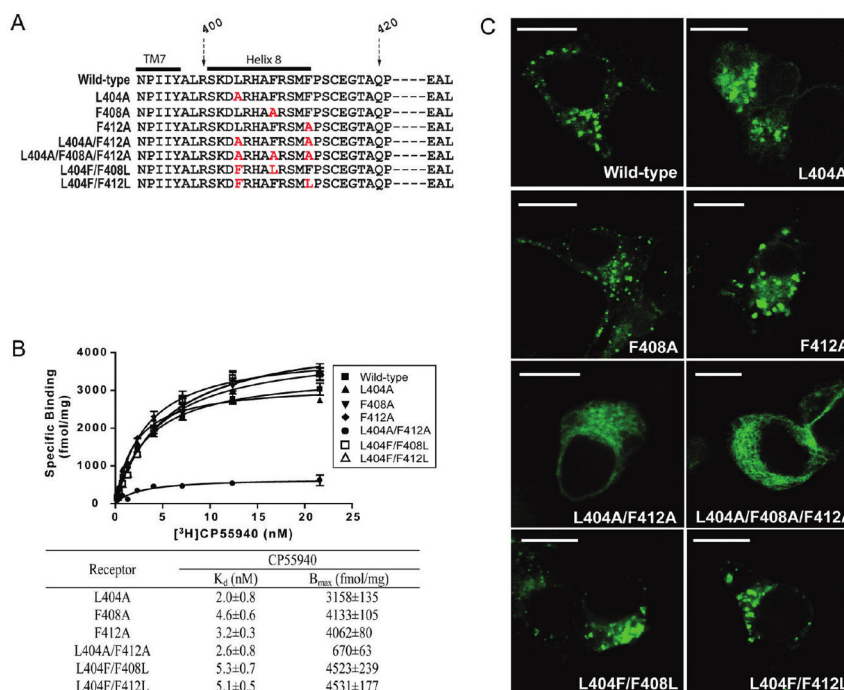 A
400
420
TM7
Helix 8
Wild-type NPIIYALRSKDLRHAFRSMFPSCEGTAQP----EAL
L404A NPIIYALRSKDARHAFRSMFPSCEGTAQP----EAL
F408A NPIIYALRSKDLRHAARSMFPSCEGTAQP----EAL
F412A NPIIYALRSKDLRHAFRSMAPSCEGTAQP----EAL
L404A/F412A NPIIYALRSKDARHAFRSMAPSCEGTAQP----EAL
L404A/F408A/F412A NPIIYALRSKDARHAARSMAPSCEGTAQP----EAL
L404F/F408L NPIIYALRSKDFRHALRSMFPSCEGTAQP----EAL
L404F/F412L NPIIYALRSKDFRHAFRSMLPSCEGTAQP----EAL
B
Specific Binding
(fmol/mg)
4000
3000
2000
1000
0
0 5 10 15 20 25
[³H]CP55940 (nM)
Wild-type
L404A
F408A
F412A
L404A/F412A
L404F/F408L
L404F/F412L
Receptor CP55940
Kd (nM) Bmax (fmol/mg)
L404A 2.0±0.8 3158±135
F408A 4.6±0.6 4133±105
F412A 3.2±0.3 4062±80
L404A/F412A 2.6±0.8 670±63
L404F/F408L 5.3±0.7 4523±239
L404F/F412L 5.1±0.5 4531±177
C
Wild-type
L404A
F408A
F412A
L404A/F412A
L404A/F408A/F412A
L404F/F408L
L404F/F412L